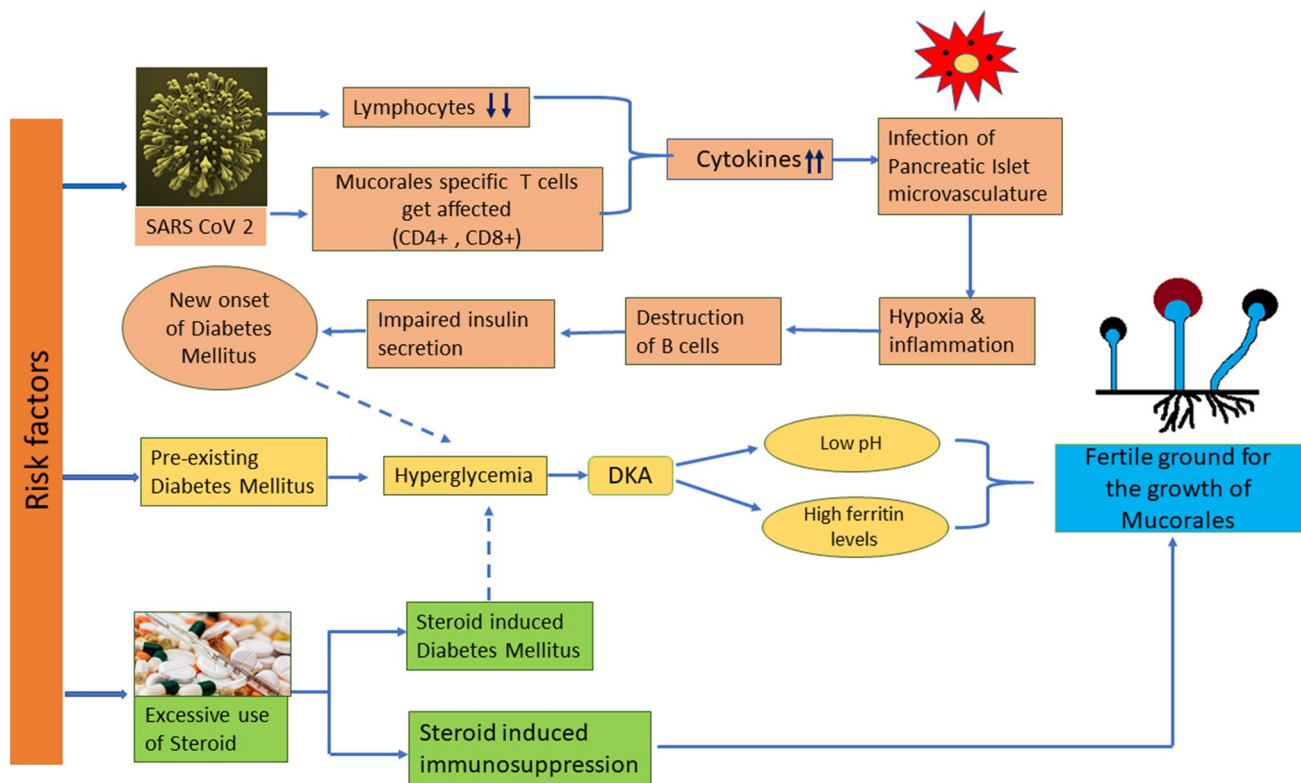 Risk factors
SARS CoV 2
Lymphocytes ↓↓
Mucorales specific T cells
get affected
(CD4+ , CD8+)
Cytokines ↑↑
Infection of
Pancreatic Islet
microvasculature
Hypoxia &
inflammation
Destruction
of B cells
Impaired insulin
secretion
New onset
of Diabetes
Mellitus
Pre-existing
Diabetes Mellitus
Hyperglycemia
DKA
Low pH
High ferritin
levels
Fertile ground for
the growth of
Mucorales
Excessive use
of Steroid
Steroid induced
Diabetes Mellitus
Steroid induced
immunosuppression